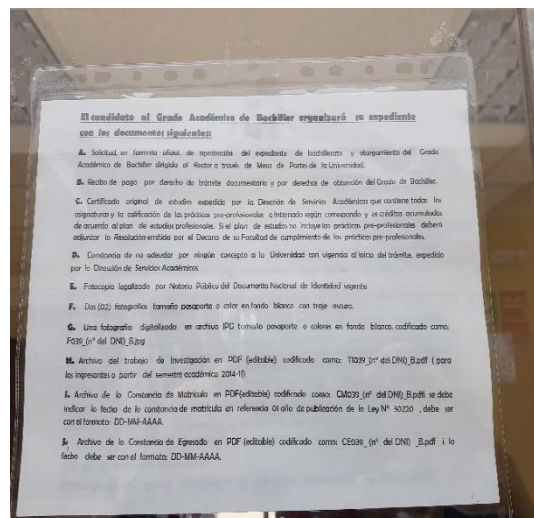 El candidato al Grado Académico de Bachiller organizará su expediente
con los documentos siguientes:
A. Solicitud, en formato oficial, de aprobación del expediente de bachillerato y otorgamiento del Grado
Académico de Bachiller dirigida al Rector a través de Mesa de Partes de la Universidad.
B. Recibo de pago por derecho de trámite documentario y por derechos de obtención del Grado de Bachiller.
C. Certificado original de estudios expedido por la Dirección de Servicios Académicos que contiene todas las
asignaturas y la calificación de las prácticas pre-profesionales o Internado según corresponda y os créditos acumulados
de acuerdo al plan de estudios profesionales. Si el plan de estudios no incluye las prácticas pre-profesionales deberá
adjuntar la Resolución emitida por el Decano de su Facultad de cumplimiento de las prácticas pre-profesionales.
D. Constancia de no adeudar por ningún concepto a la Universidad con vigencia al inicio del trámite, expedido
por la Dirección de Servicios Académicos.
E. Fotocopia legalizada por Notario Público del Documento Nacional de Identidad vigente.
F. Dos (02) fotografías tamaño pasaporte a color en fondo blanco con traje oscuro.
G. Una fotografía digitalizada en archivo JPG tamaño pasaporte a colores en fondo blanco, codificado como:
F039_(n° del DNI)_B.jpg
H. Archivo del trabajo de Investigación en PDF (editable) codificado como: TI039_(n° del DNI)_B.pdf ( para
los ingresantes a partir del semestre académico 2014-II).
I. Archivo de la Constancia de Matrícula en PDF(editable) codificado como: CM039_(n° del DNI)_B.pdfi se debe
indicar la fecha de la constancia de matrícula en referencia 01 año de publicación de la Ley N° 30220 , debe ser
con el formato: DD-MM-AAAA.
J. Archivo de la Constancia de Egresado en PDF (editable) codificado como: CE039_(n° del DNI) _B.pdf i la
fecha debe ser con el formato: DD-MM-AAAA.